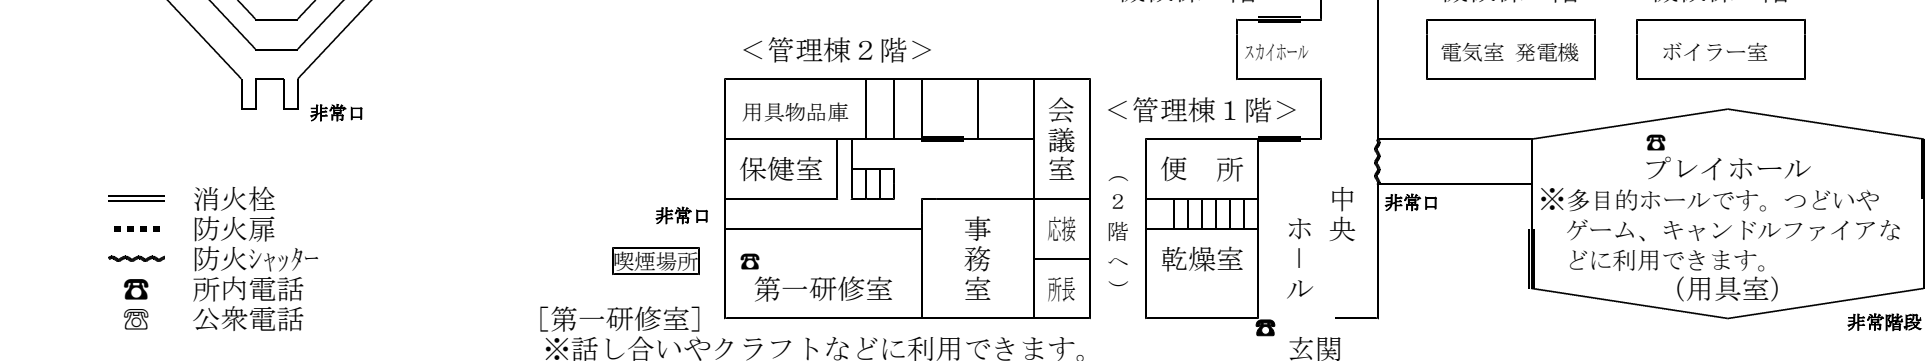 ＜管理棟２階＞
スカイホール
電気室 発電機
ボイラー室
非常口
用具物品庫
会議室
＜管理棟１階＞
保健室
便　所
（２階へ）
中央ホール
非常口
プレイホール
※多目的ホールです。つどいや
ゲーム、キャンドルファイアな
どに利用できます。
（用具室）
非常階段
消火栓
防火扉
防火シャッター
所内電話
公衆電話
非常口
喫煙場所
事務室
応接
所長
第一研修室
乾燥室
［第一研修室］
※話し合いやクラフトなどに利用できます。
玄関